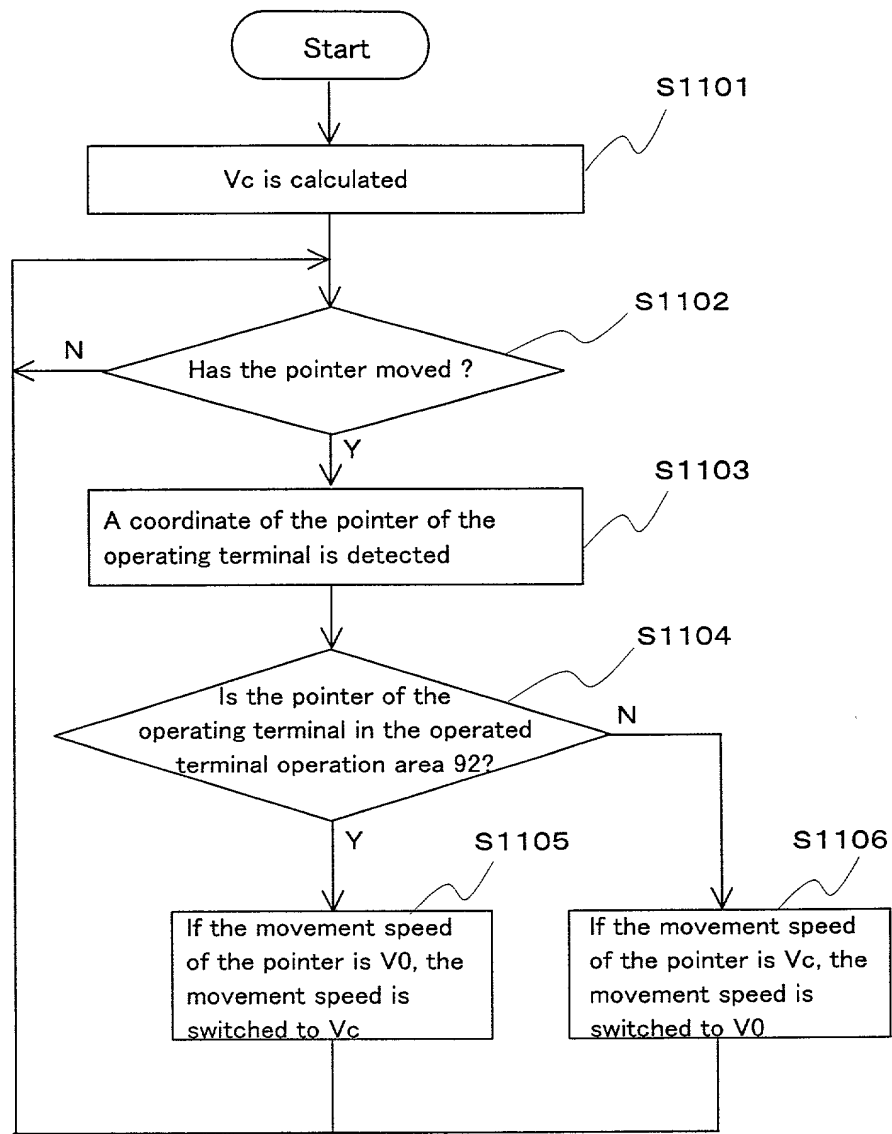 Start
S1101
Vc is calculated
S1102
N
Has the pointer moved ?
Y
S1103
A coordinate of the pointer of the
operating terminal is detected
S1104
Is the pointer of the
operating terminal in the operated
terminal operation area 92?
N
Y
S1105
S1106
If the movement speed
of the pointer is V0, the
movement speed is
switched to Vc
If the movement speed
of the pointer is Vc, the
movement speed is
switched to V0